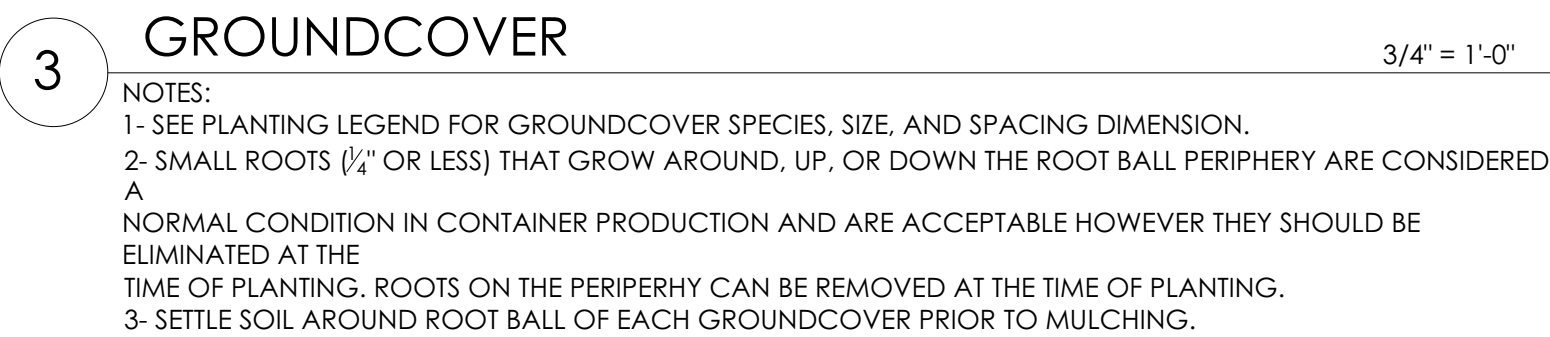 3
GROUNDCOVER
3/4" = 1'-0"
NOTES:
1- SEE PLANTING LEGEND FOR GROUNDCOVER SPECIES, SIZE, AND SPACING DIMENSION.
2- SMALL ROOTS (¼" OR LESS) THAT GROW AROUND, UP, OR DOWN THE ROOT BALL PERIPHERY ARE CONSIDERED
A
NORMAL CONDITION IN CONTAINER PRODUCTION AND ARE ACCEPTABLE HOWEVER THEY SHOULD BE
ELIMINATED AT THE
TIME OF PLANTING. ROOTS ON THE PERIPERHY CAN BE REMOVED AT THE TIME OF PLANTING.
3- SETTLE SOIL AROUND ROOT BALL OF EACH GROUNDCOVER PRIOR TO MULCHING.